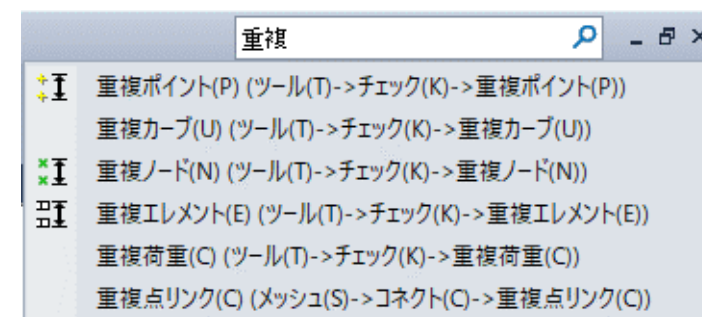 重複
重複ポイント(P) (ツール(T)->チェック(K)->重複ポイント(P))
重複カーブ(U) (ツール(T)->チェック(K)->重複カーブ(U))
重複ノード(N) (ツール(T)->チェック(K)->重複ノード(N))
重複エレメント(E) (ツール(T)->チェック(K)->重複エレメント(E))
重複荷重(C) (ツール(T)->チェック(K)->重複荷重(C))
重複点リンク(C) (メッシュ(S)->コネクト(C)->重複点リンク(C))